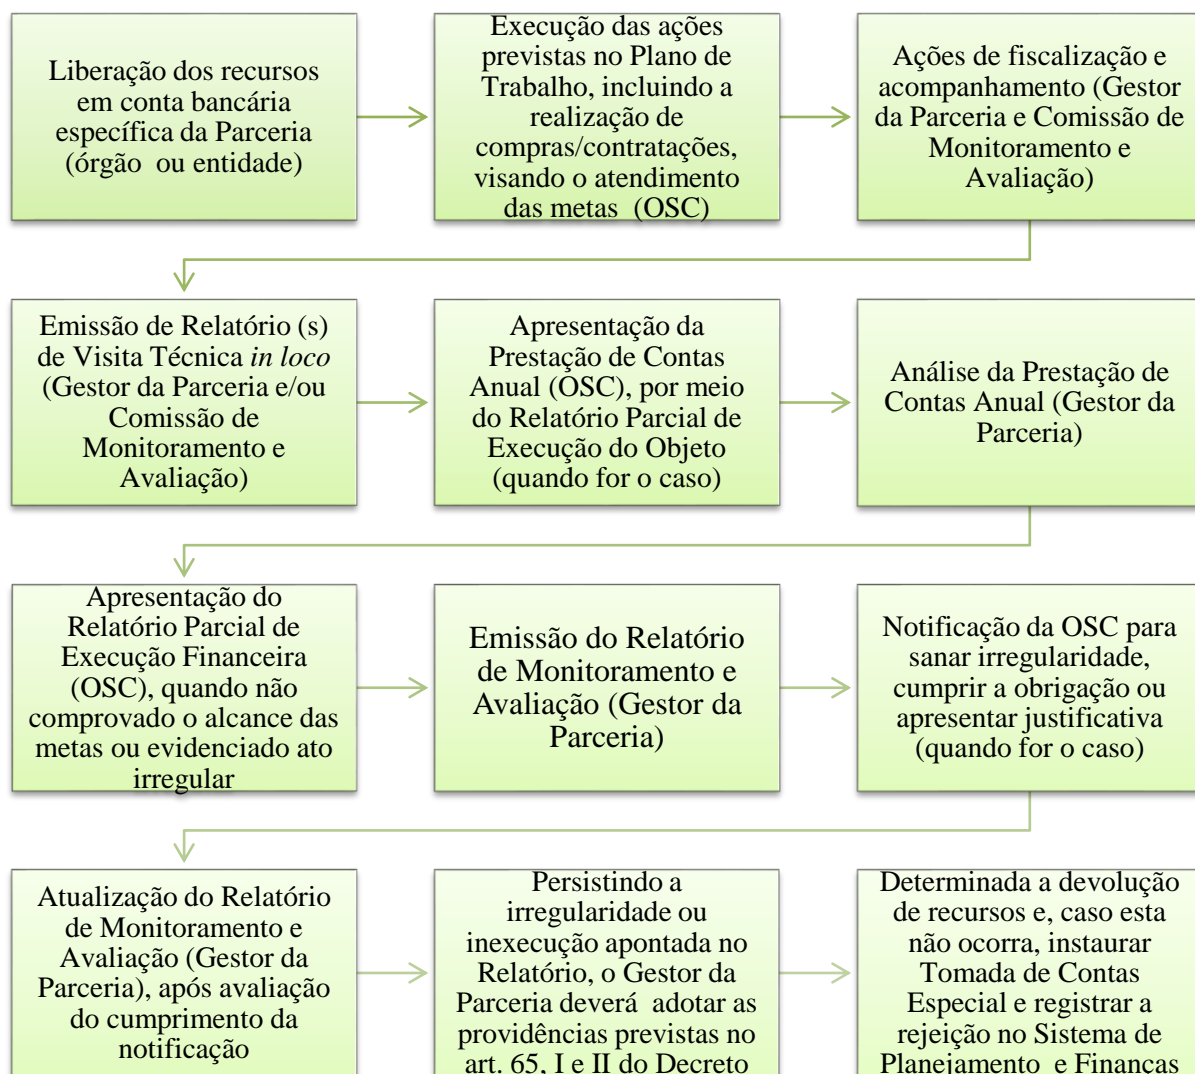 Liberação dos recursos
em conta bancária
específica da Parceria
(órgão  ou entidade)
Execução das ações
previstas no Plano de
Trabalho, incluindo a
realização de
compras/contratações,
visando o atendimento
das metas  (OSC)
Ações de fiscalização e
acompanhamento (Gestor
da Parceria e Comissão de
Monitoramento e
Avaliação)
Emissão de Relatório (s)
de Visita Técnica in loco
(Gestor da Parceria e/ou
Comissão de
Monitoramento e
Avaliação)
Apresentação da
Prestação de Contas
Anual (OSC), por meio
do Relatório Parcial de
Execução do Objeto
(quando for o caso)
Análise da Prestação de
Contas Anual (Gestor da
Parceria)
Apresentação do
Relatório Parcial de
Execução Financeira
(OSC), quando não
comprovado o alcance das
metas ou evidenciado ato
irregular
Emissão do Relatório
de Monitoramento e
Avaliação (Gestor da
Parceria)
Notificação da OSC para
sanar irregularidade,
cumprir a obrigação ou
apresentar justificativa
(quando for o caso)
Atualização do Relatório
de Monitoramento e
Avaliação (Gestor da
Parceria), após avaliação
do cumprimento da
notificação
Persistindo a
irregularidade ou
inexecução apontada no
Relatório, o Gestor da
Parceria deverá  adotar as
providências previstas no
art. 65, I e II do Decreto
Determinada a devolução
de recursos e, caso esta
não ocorra, instaurar
Tomada de Contas
Especial e registrar a
rejeição no Sistema de
Planejamento  e Finanças